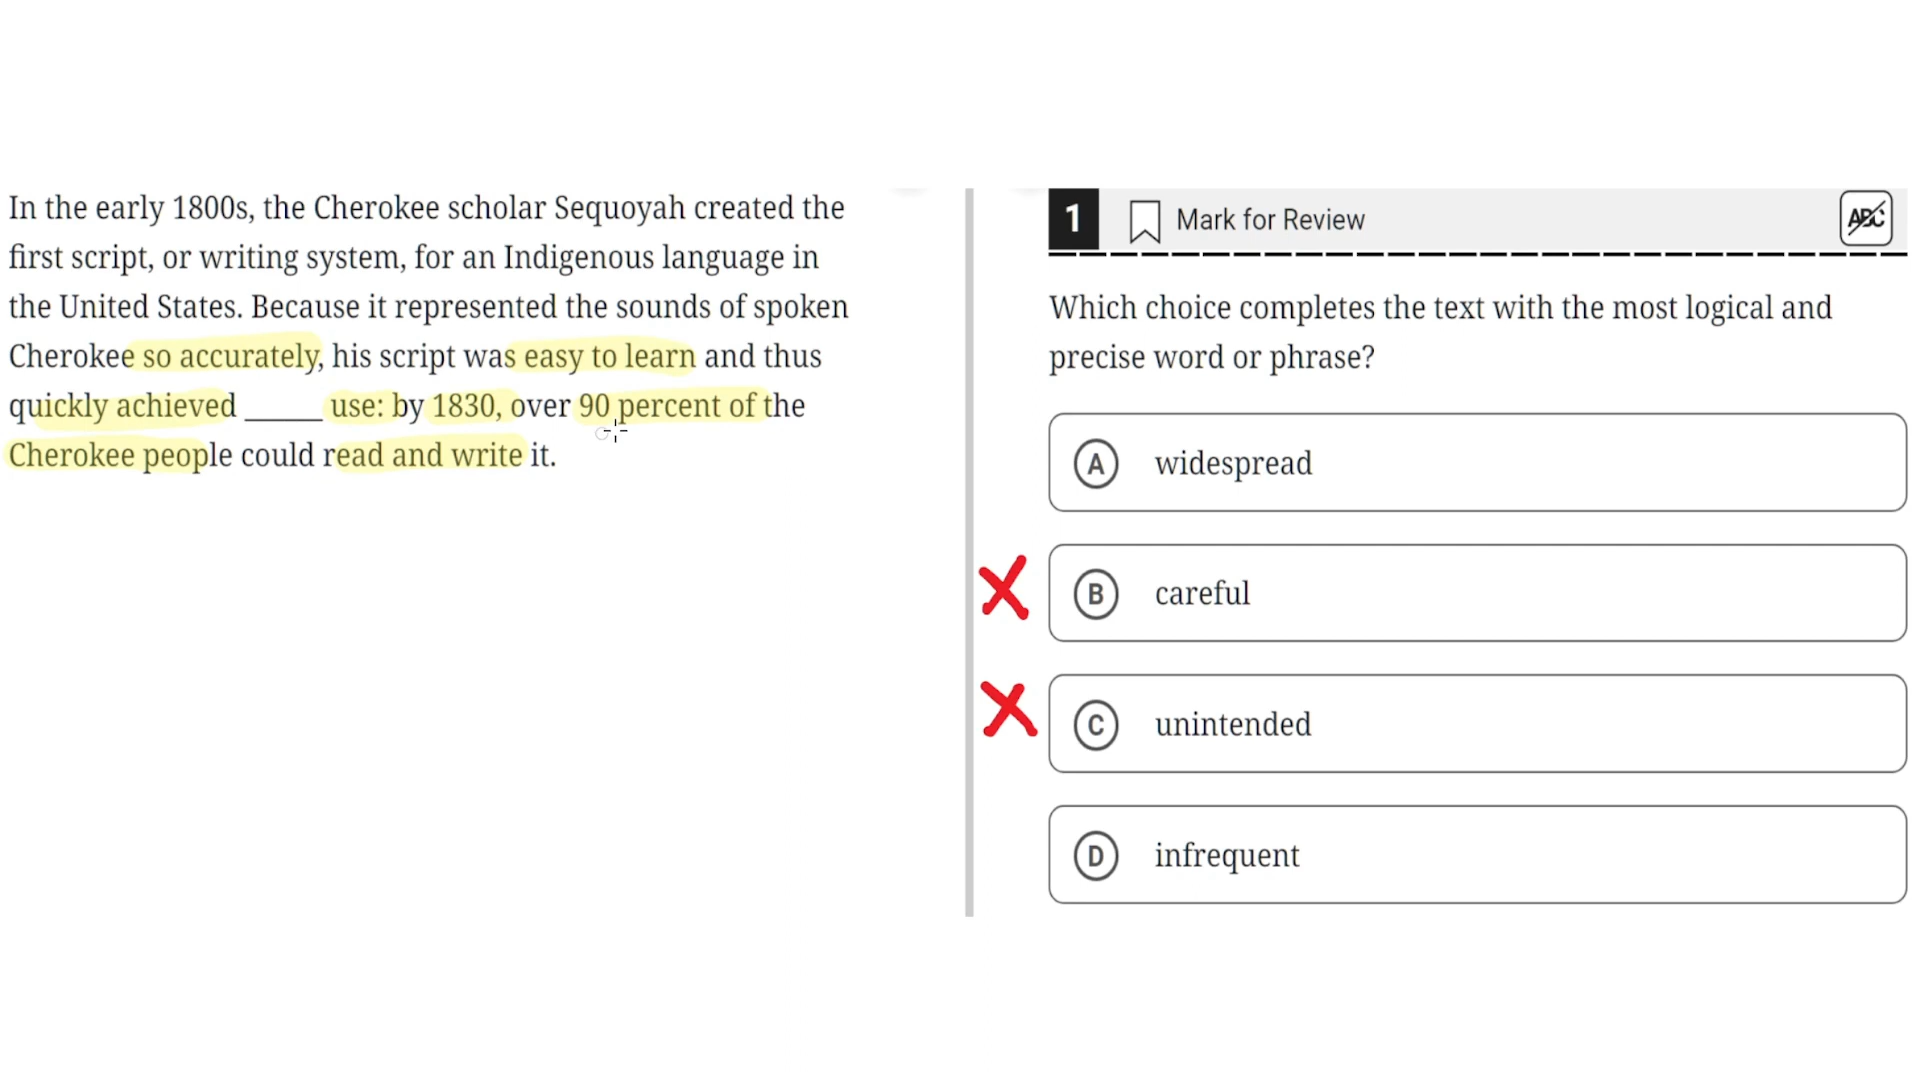 In the early 1800s, the Cherokee scholar Sequoyah created the
first script, or writing system, for an Indigenous language in
the United States. Because it represented the sounds of spoken
Cherokee so accurately, his script was easy to learn and thus
quickly achieved ______ use: by 1830, over 90 percent of the
Cherokee people could read and write it.
1 Mark for Review ABC
Which choice completes the text with the most logical and
precise word or phrase?
A widespread
B careful
C unintended
D infrequent